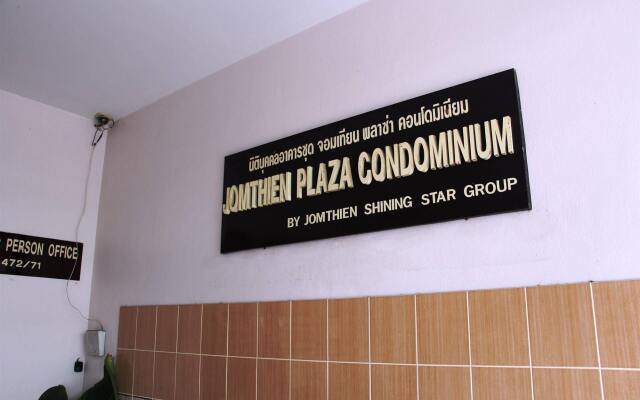 นิติบุคคลอาคารชุด จอมเทียน พลาซ่า คอนโดมิเนียม
JOMTHIEN PLAZA CONDOMINIUM
BY JOMTHIEN SHINING STAR GROUP
PERSON OFFICE
472/71